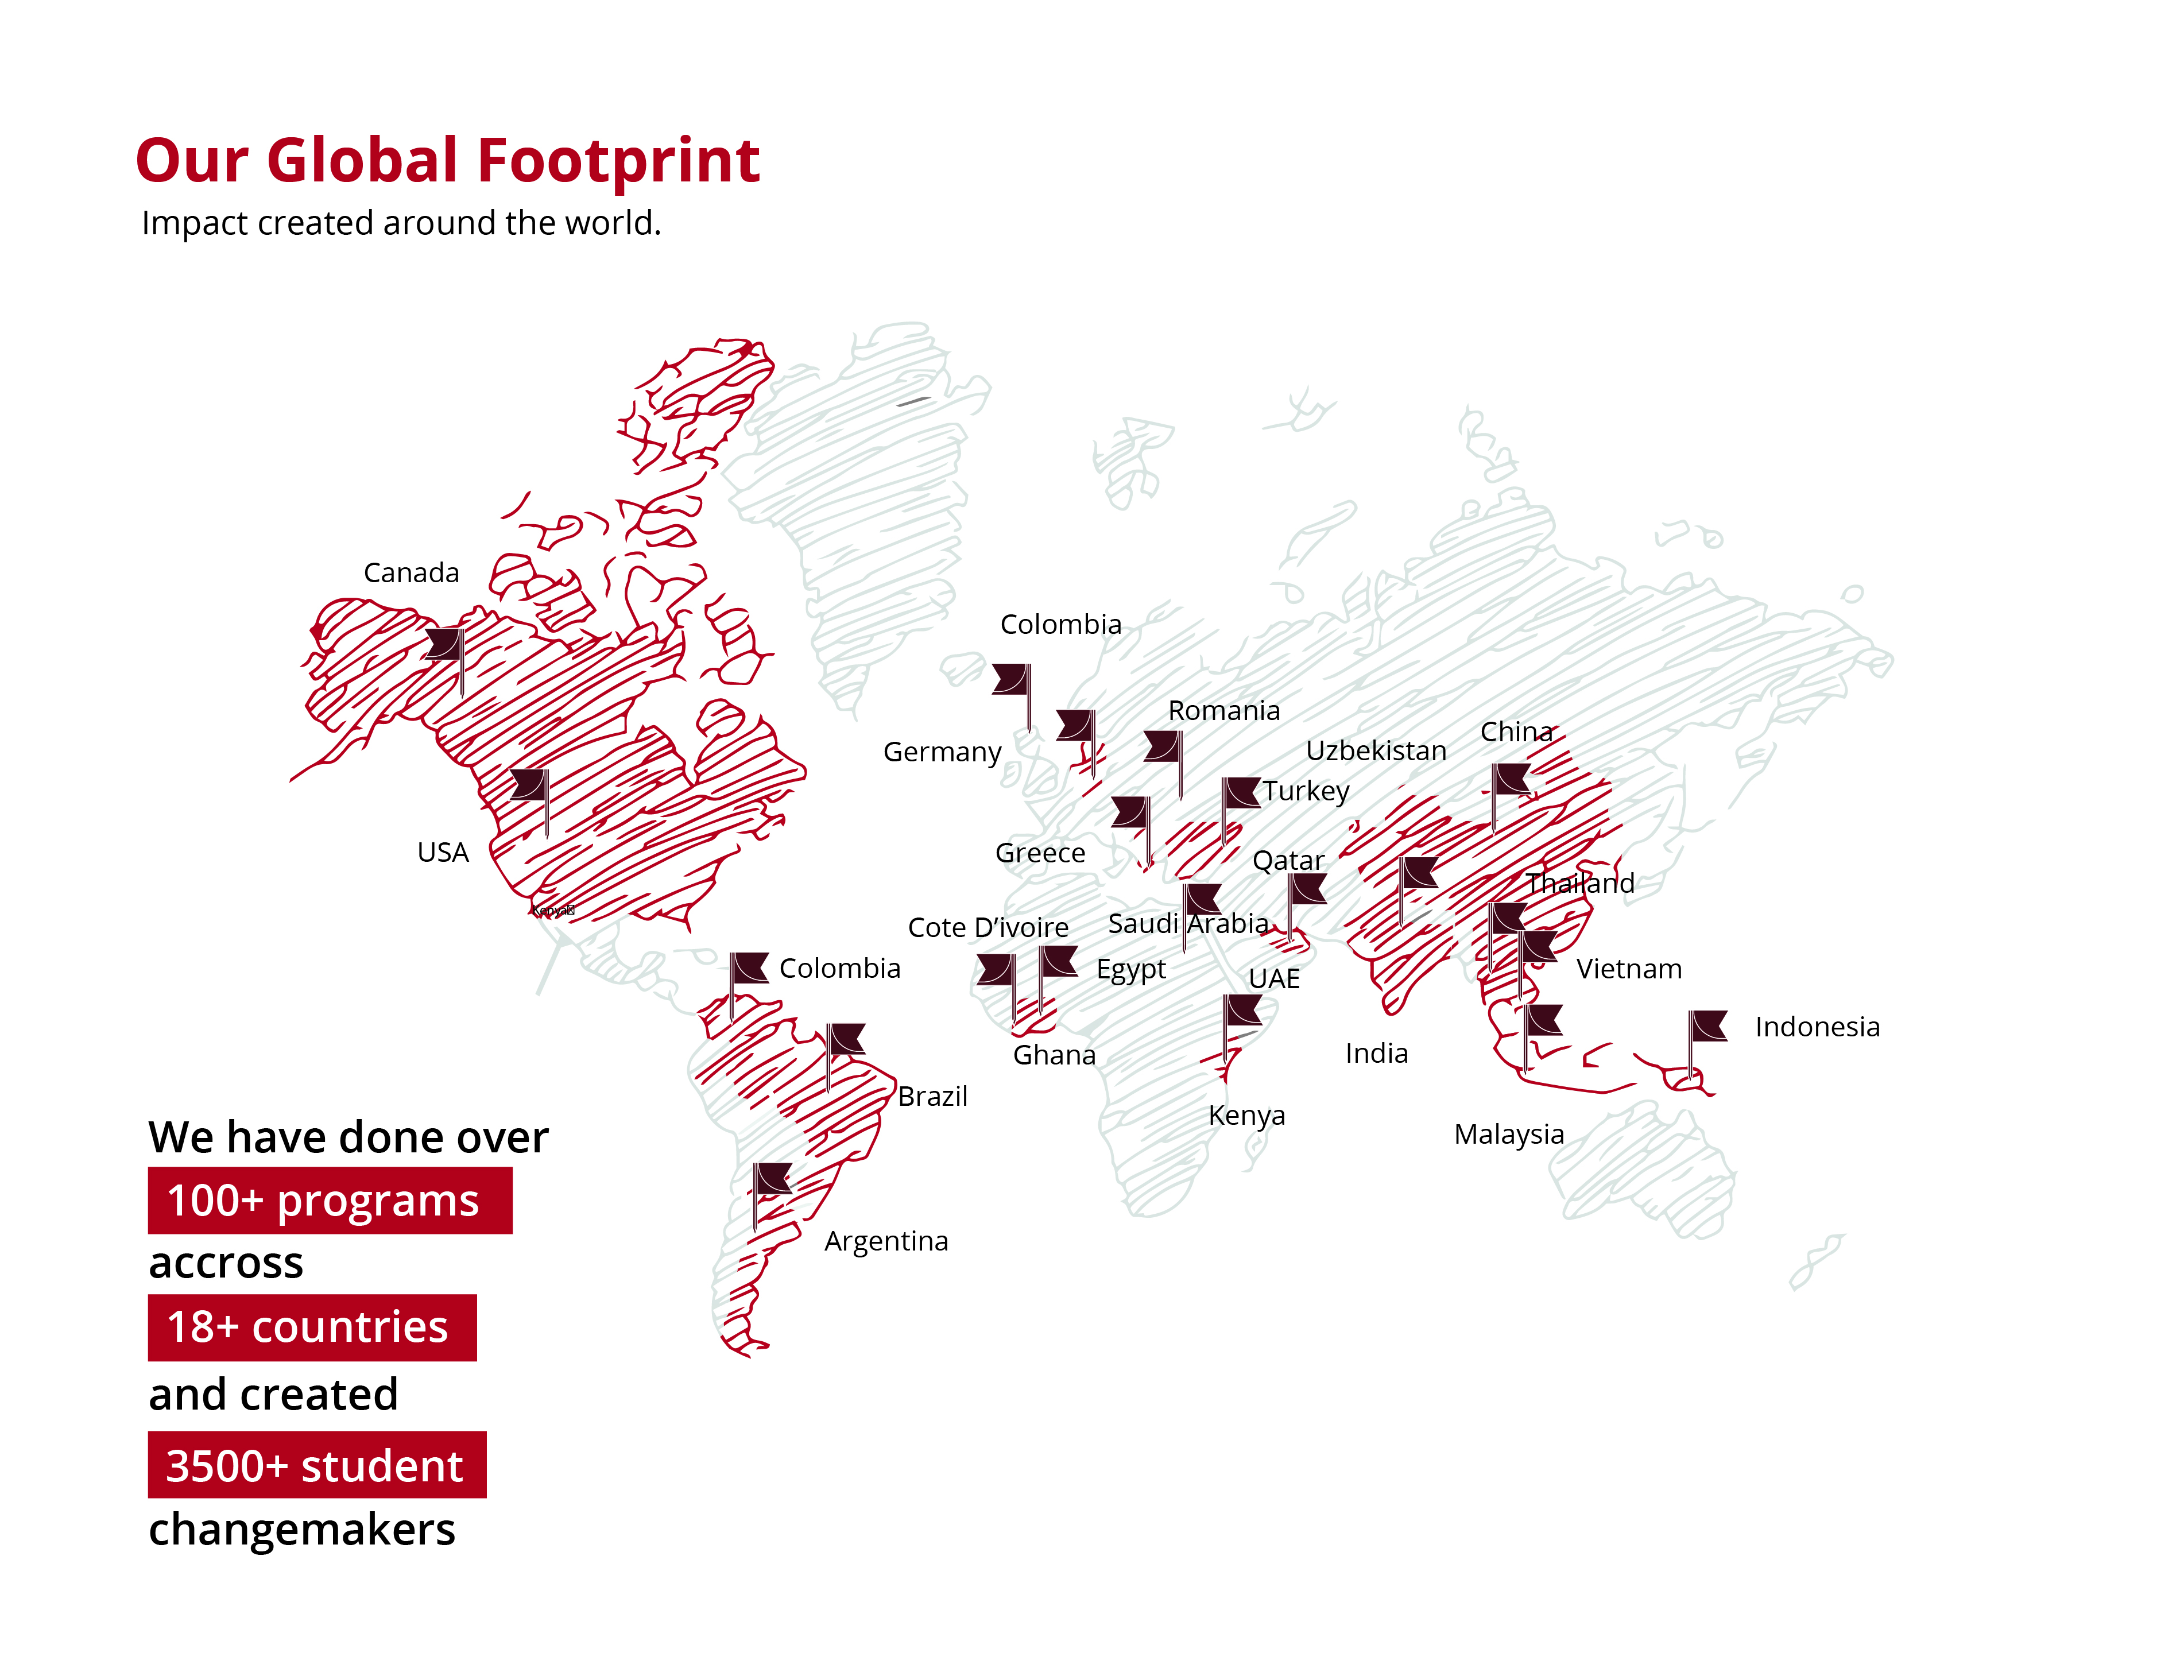 Our Global Footprint
Impact created around the world.
Canada
Colombia
Romania
Germany
Uzbekistan
China
Turkey
USA
Greece
Qatar
Thailand
Kenya
Cote D’ivoire
Saudi Arabia
Colombia
Egypt
UAE
Vietnam
Indonesia
Ghana
India
Brazil
Kenya
Malaysia
Argentina
We have done over
100+ programs
accross
18+ countries
and created
3500+ student
changemakers